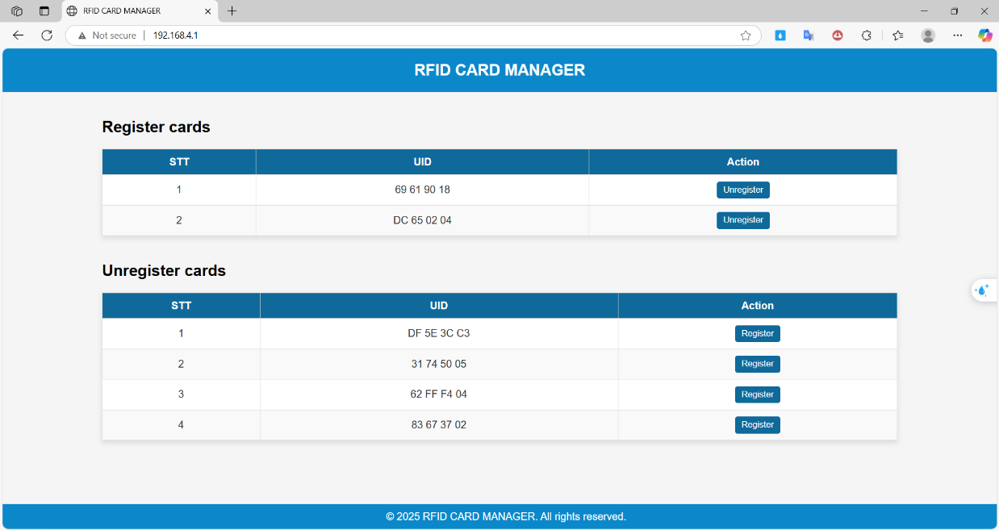 RFID CARD MANAGER
Not secure | 192.168.4.1
RFID CARD MANAGER
Register cards
STT UID Action
1 69 61 90 18 Unregister
2 DC 65 02 04 Unregister
Unregister cards
STT UID Action
1 DF 5E 3C C3 Register
2 31 74 50 05 Register
3 62 FF F4 04 Register
4 83 67 37 02 Register
© 2025 RFID CARD MANAGER. All rights reserved.